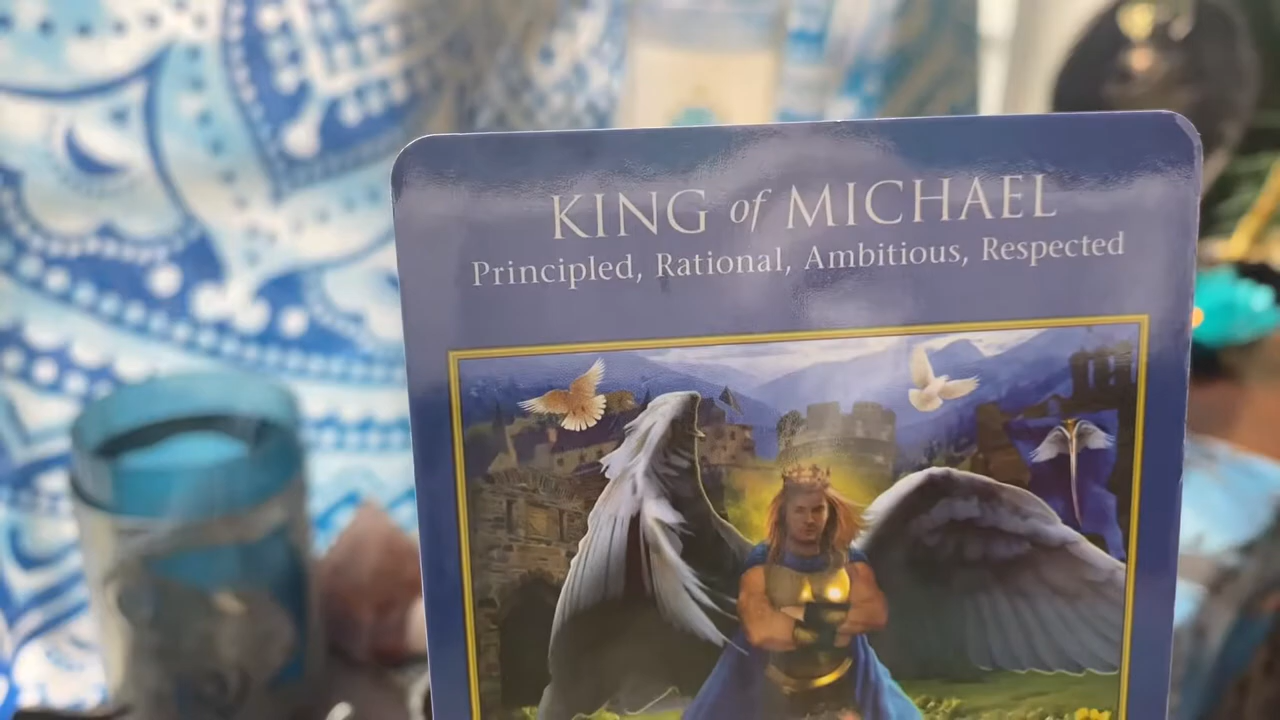 KING of MICHAEL
Principled, Rational, Ambitious, Respected